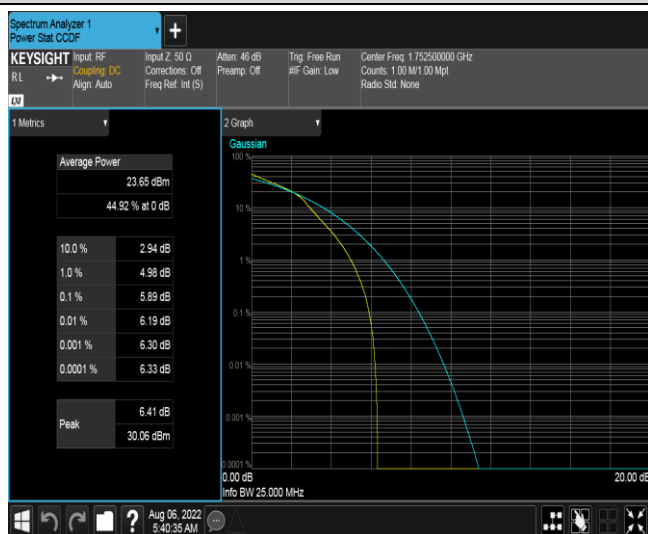 Spectrum Analyzer 1
Power Stat CCDF
KEYSIGHT
RL
LXI
Input: RF
Coupling: DC
Align: Auto
Input Z: 50 Ω
Corrections: Off
Freq Ref: Int (S)
Atten: 46 dB
Preamp: Off
Trig: Free Run
#IF Gain: Low
Center Freq: 1.752500000 GHz
Counts: 1.00 M/1.00 Mpt
Radio Std: None
1 Metrics
Average Power
23.65 dBm
44.92 % at 0 dB
10.0 % 2.94 dB
1.0 % 4.98 dB
0.1 % 5.89 dB
0.01 % 6.19 dB
0.001 % 6.30 dB
0.0001 % 6.33 dB
Peak
6.41 dB
30.06 dBm
2 Graph
Gaussian
100 %
10 %
1 %
0.1 %
0.01 %
0.001 %
0.0001 %
0.00 dB
20.00 dB
Info BW 25.000 MHz
Aug 06, 2022
5:40:35 AM